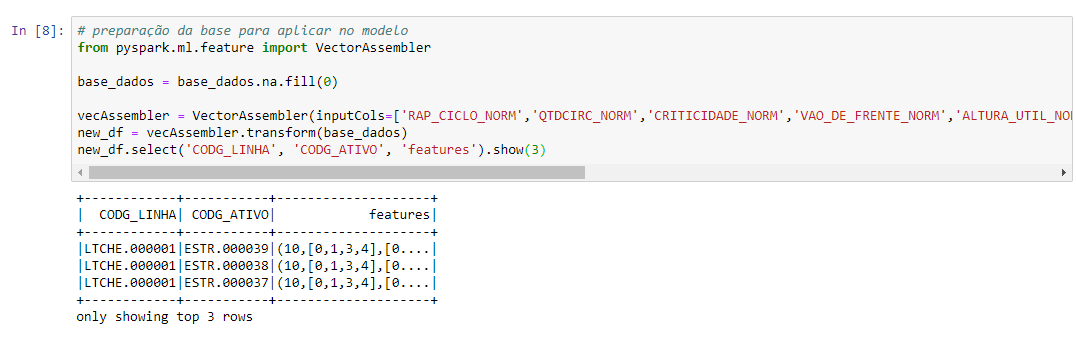 In [8]:
# preparação da base para aplicar no modelo
from pyspark.ml.feature import VectorAssembler
base_dados = base_dados.na.fill(0)
vecAssembler = VectorAssembler(inputCols=['RAP_CICLO_NORM','QTDCIRC_NORM','CRITICIDADE_NORM','VAO_DE_FRENTE_NORM','ALTURA_UTIL_NO
new_df = vecAssembler.transform(base_dados)
new_df.select('CODG_LINHA', 'CODG_ATIVO', 'features').show(3)
+------------+-----------+--------------------+
|  CODG_LINHA| CODG_ATIVO|            features|
+------------+-----------+--------------------+
|LTCHE.000001|ESTR.000039|(10,[0,1,3,4],[0....|
|LTCHE.000001|ESTR.000038|(10,[0,1,3,4],[0....|
|LTCHE.000001|ESTR.000037|(10,[0,1,3,4],[0....|
+------------+-----------+--------------------+
only showing top 3 rows